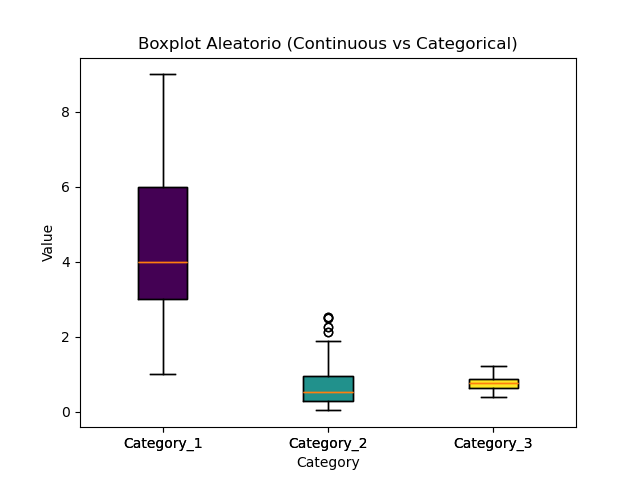 Boxplot Aleatorio (Continuous vs Categorical)
Value
8
6
4
2
0
Category_1
Category_2
Category_3
Category